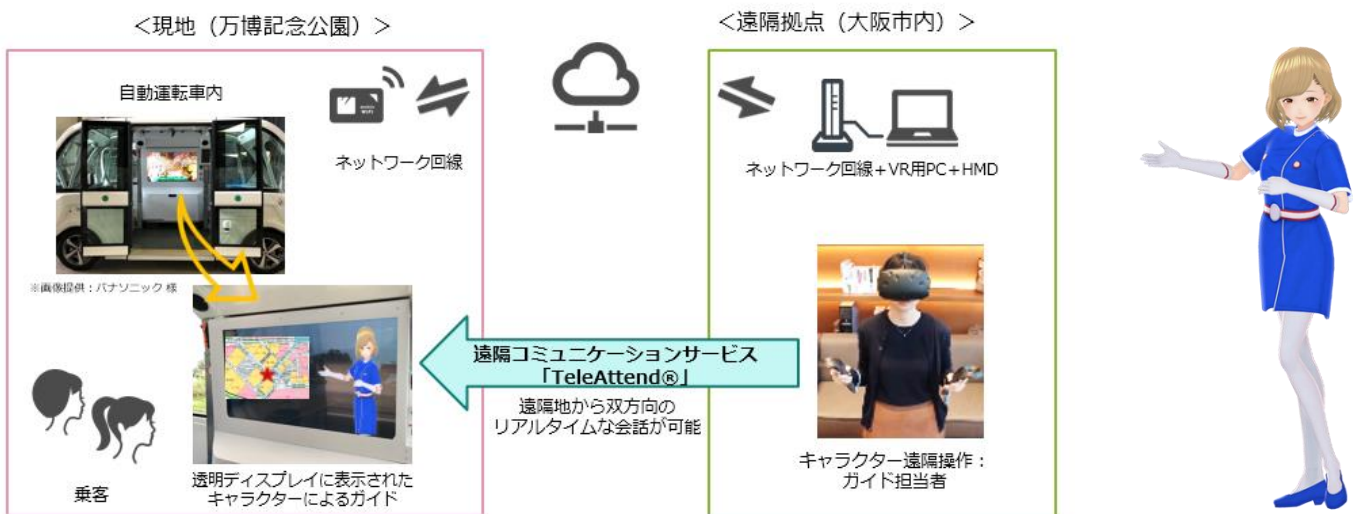 ＜現地（万博記念公園）＞
＜遠隔拠点（大阪市内）＞
自動運転車内
ネットワーク回線
ネットワーク回線+VR用PC+HMD
※画像提供：パナソニック 様
遠隔コミュニケーションサービス
「TeleAttend®」
遠隔地から双方向の
リアルタイムな会話が可能
乗客
透明ディスプレイに表示された
キャラクターによるガイド
キャラクター遠隔操作：
ガイド担当者